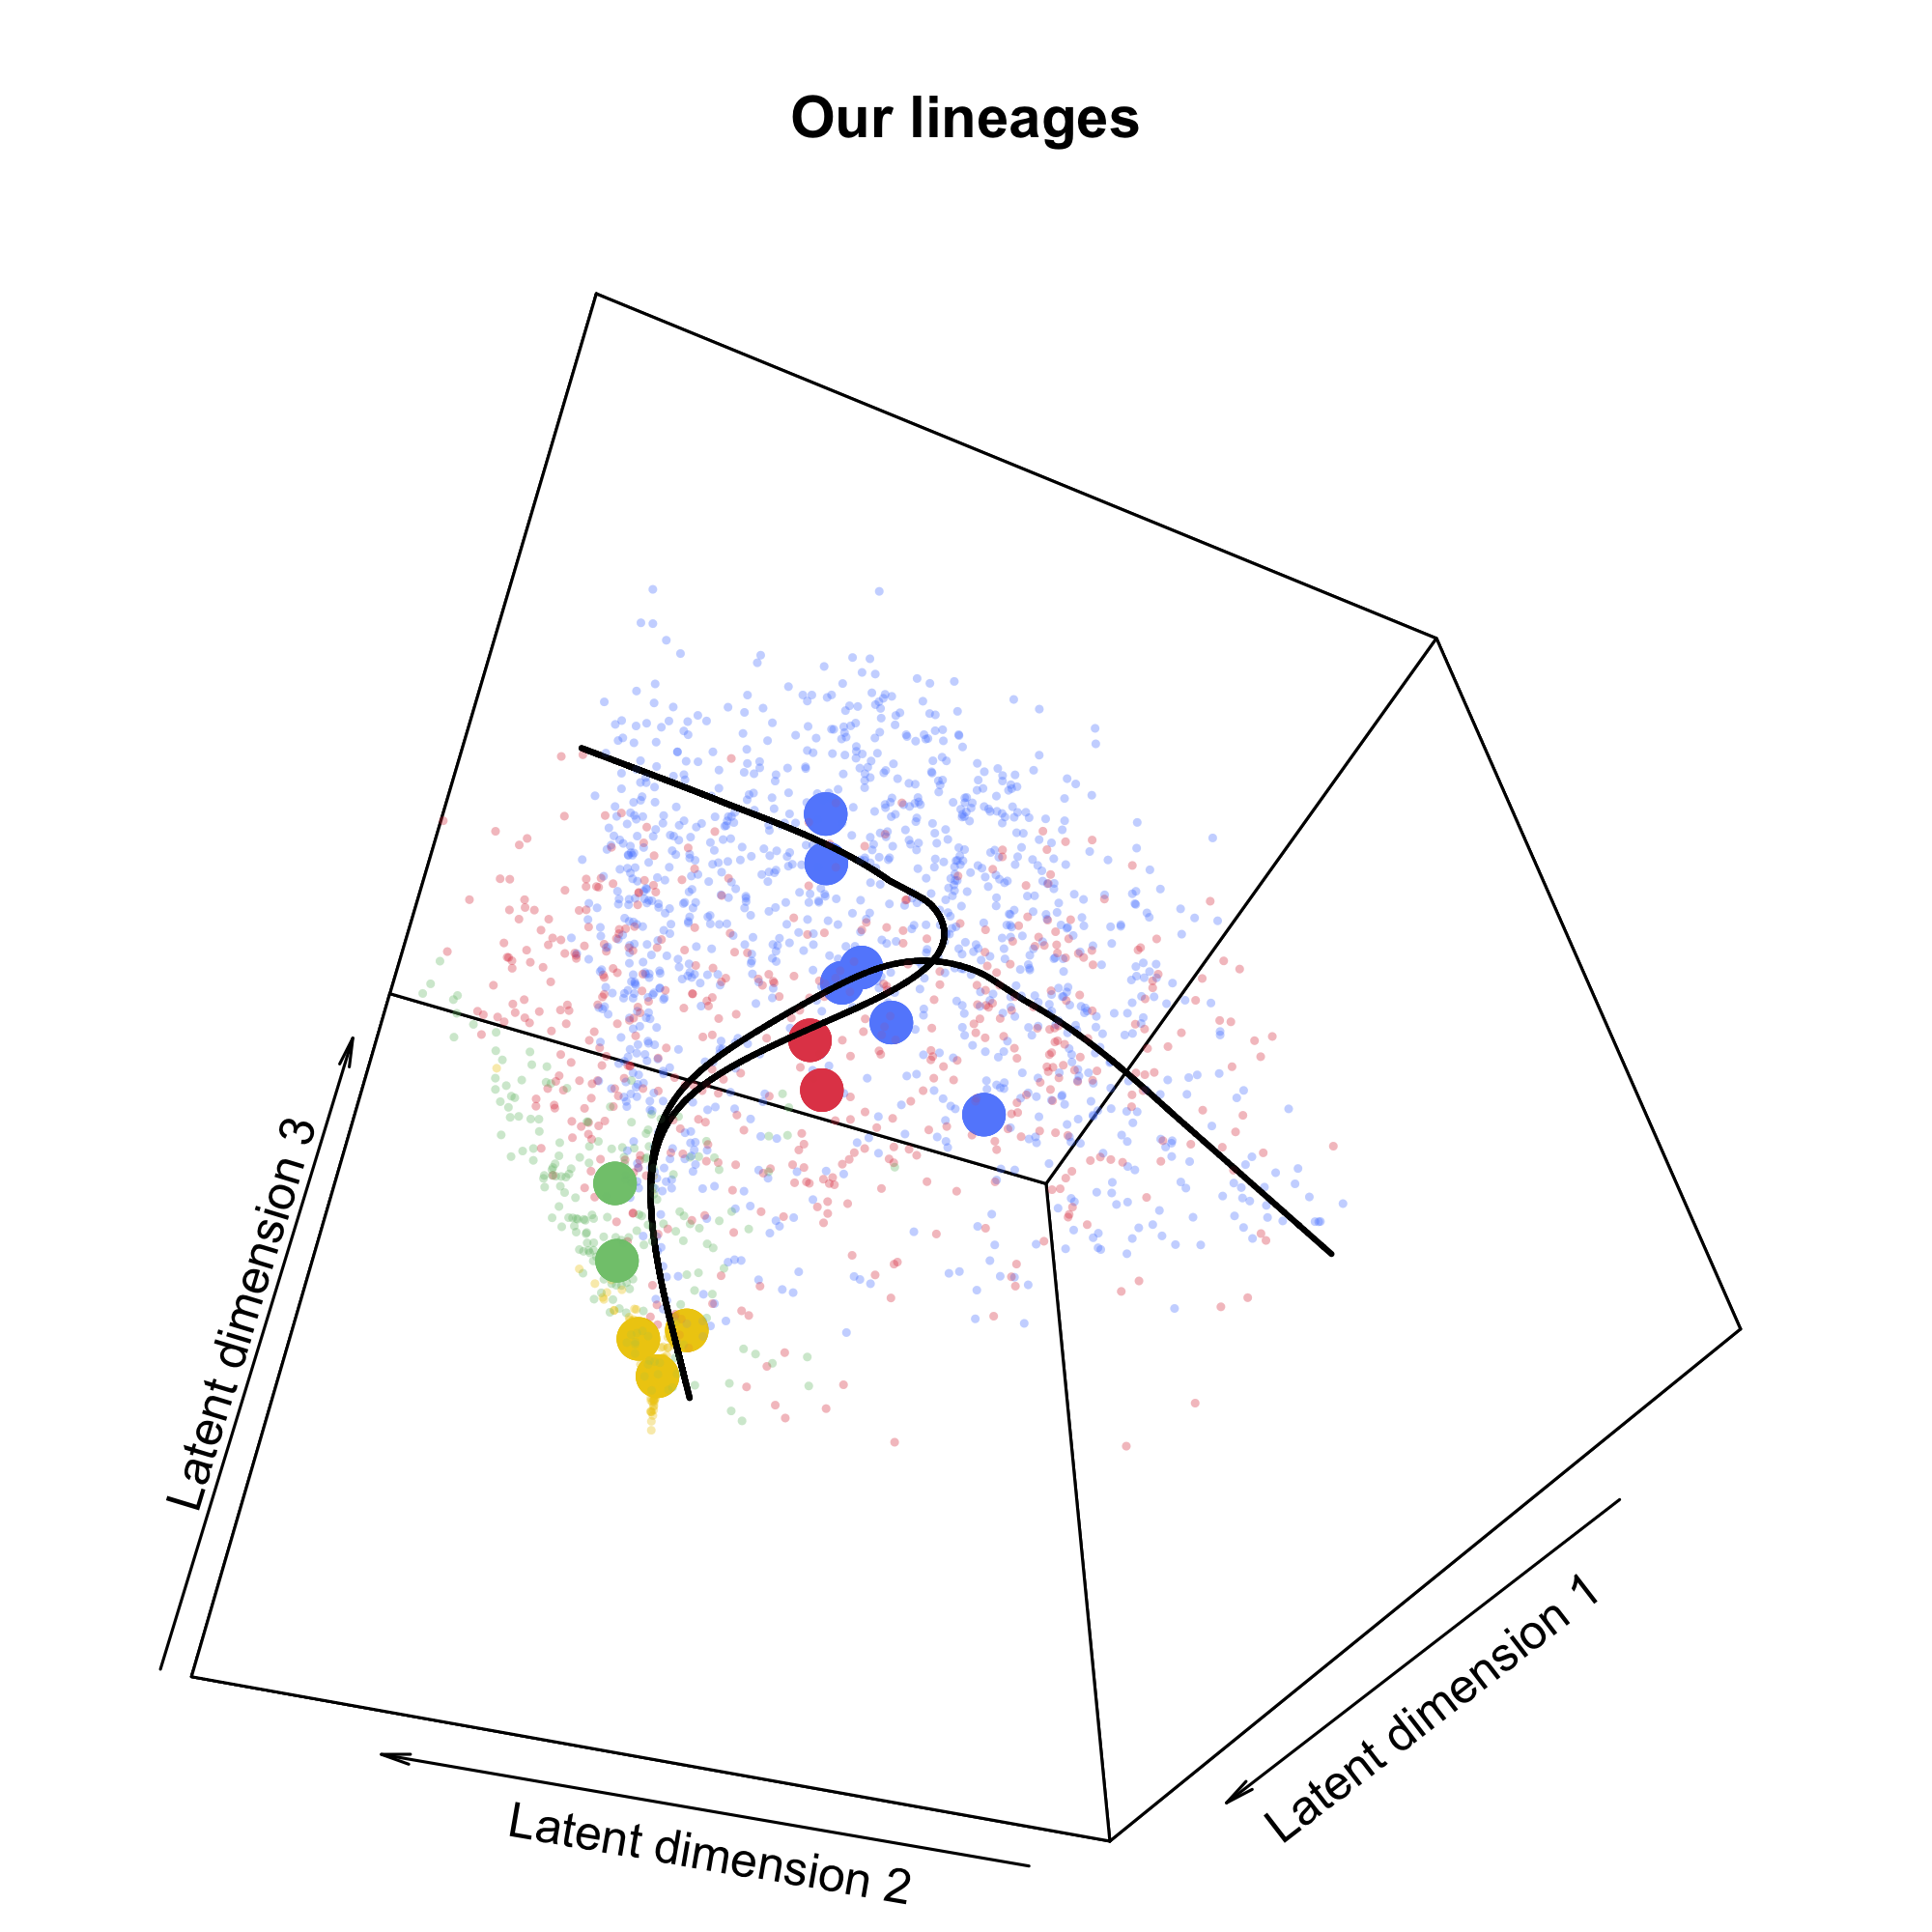 Our lineages
Latent dimension 3
Latent dimension 1
Latent dimension 2